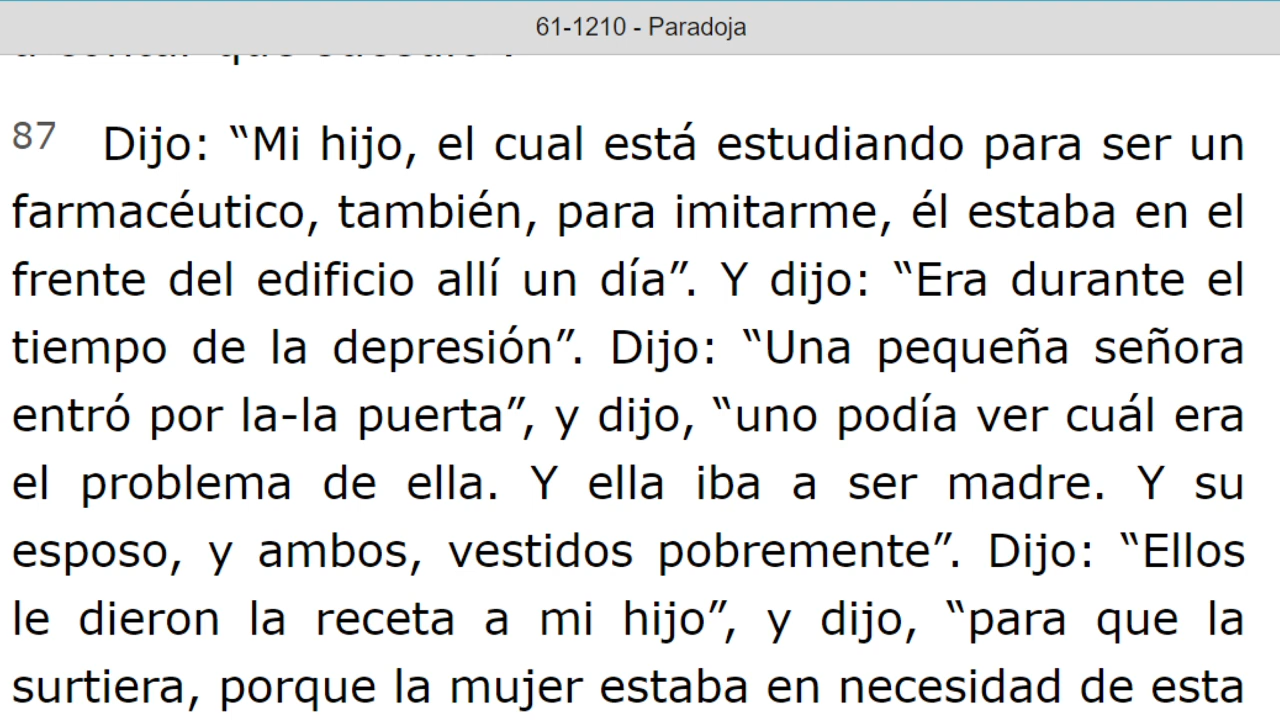 61-1210 - Paradoja
87 Dijo: “Mi hijo, el cual está estudiando para ser un
farmacéutico, también, para imitarme, él estaba en el
frente del edificio allí un día”. Y dijo: “Era durante el
tiempo de la depresión”. Dijo: “Una pequeña señora
entró por la-la puerta”, y dijo, “uno podía ver cuál era
el problema de ella. Y ella iba a ser madre. Y su
esposo, y ambos, vestidos pobremente”. Dijo: “Ellos
le dieron la receta a mi hijo”, y dijo, “para que la
surtiera, porque la mujer estaba en necesidad de esta